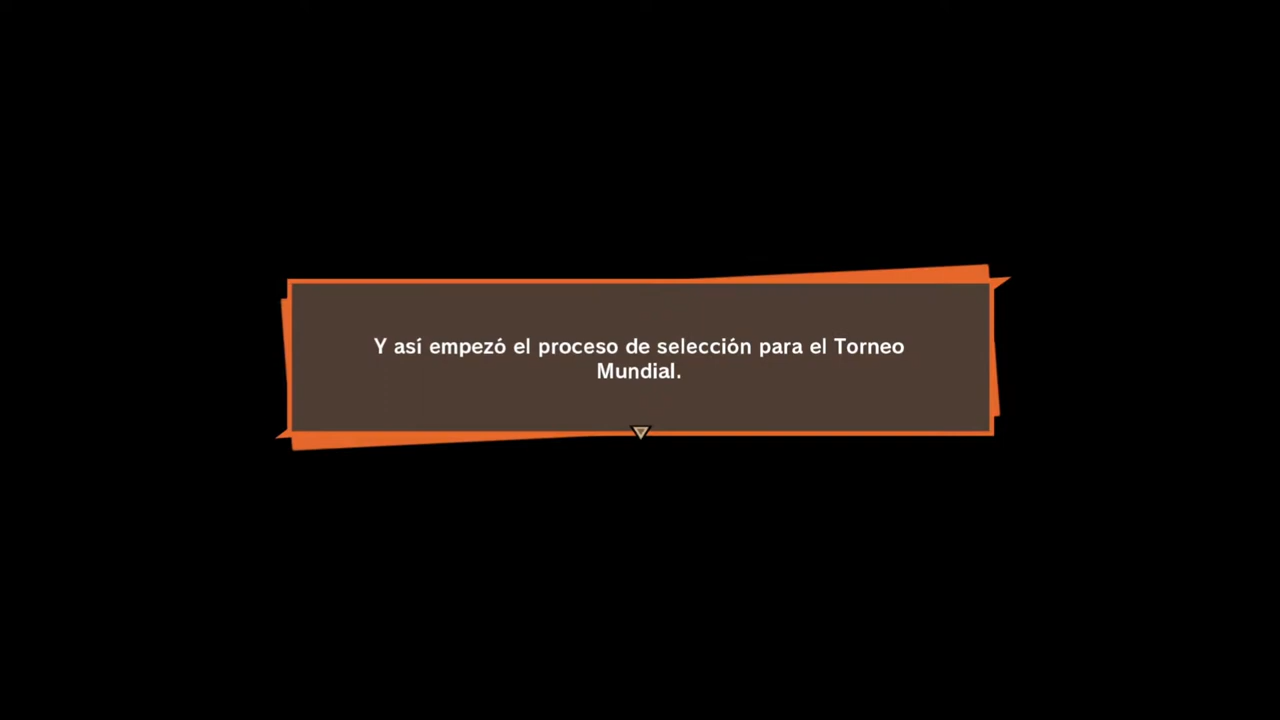 Y así empezó el proceso de selección para el Torneo
Mundial.